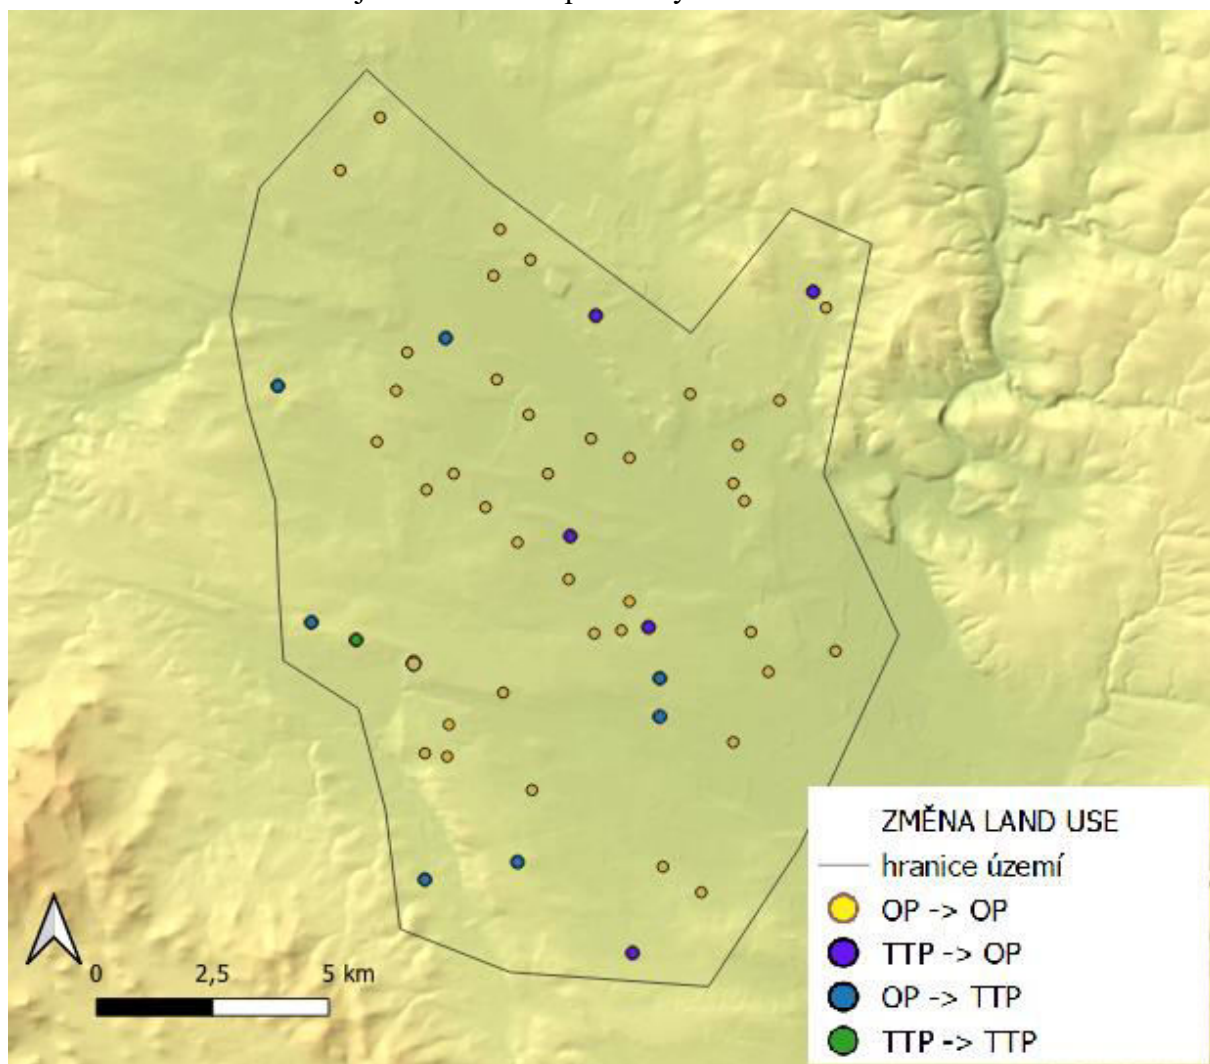 ZMĚNA LAND USE
hranice území
OP -> OP
TTP -> OP
OP -> TTP
TTP -> TTP
0 2,5 5 km